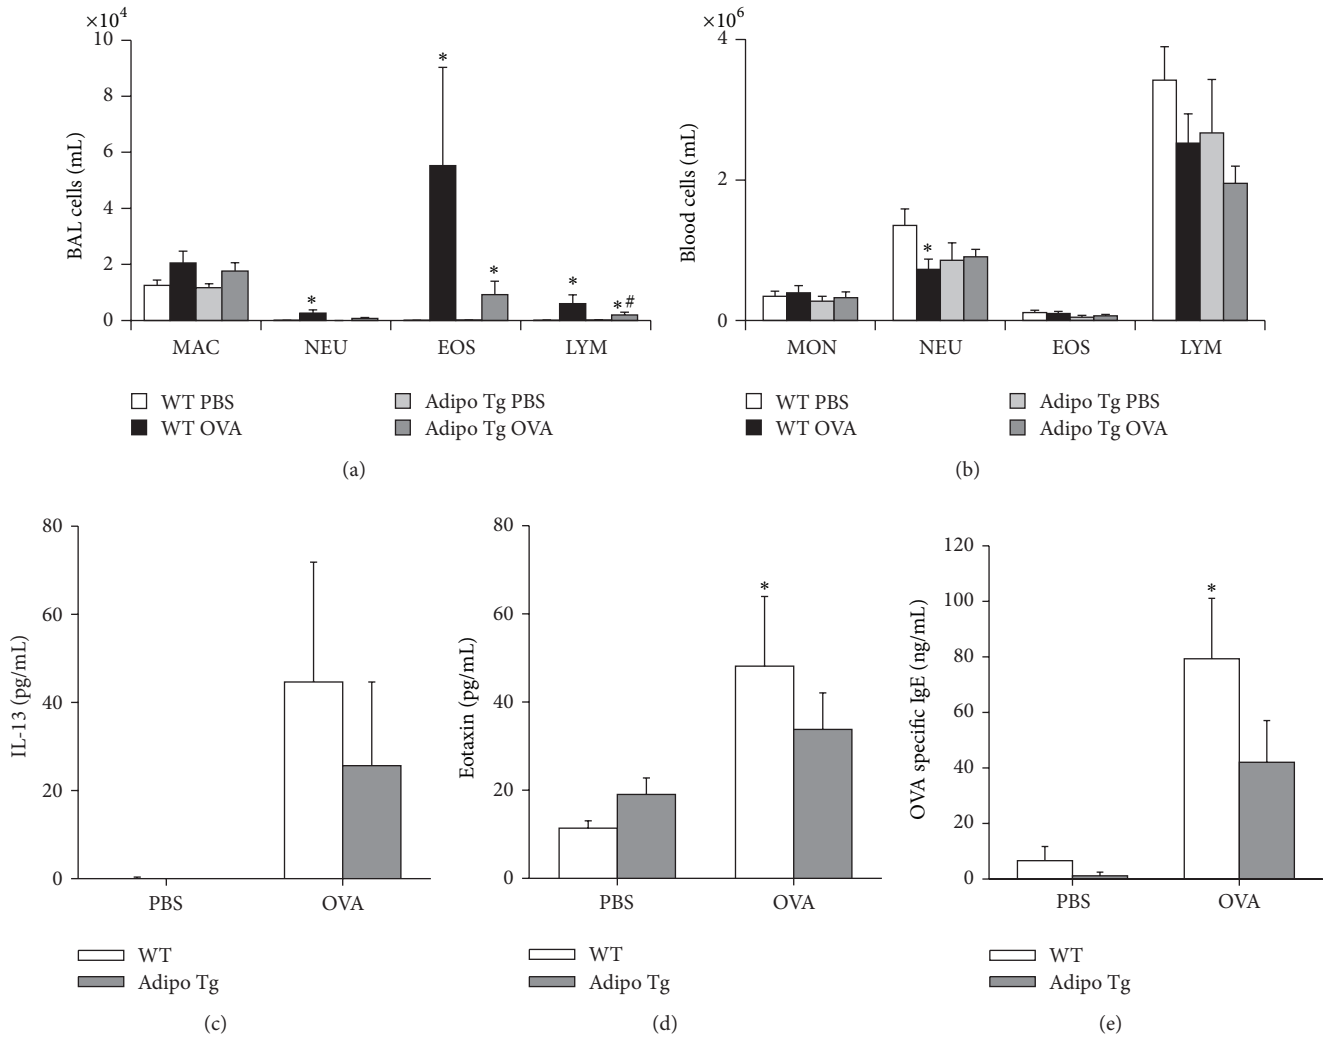 ×10⁴
10
8
6
4
2
0
BAL cells (mL)
*
*
*
*
*#
MAC NEU EOS LYM
WT PBS Adipo Tg PBS
WT OVA Adipo Tg OVA
(a)
×10⁶
4
2
0
Blood cells (mL)
*
MON NEU EOS LYM
WT PBS Adipo Tg PBS
WT OVA Adipo Tg OVA
(b)
80
60
40
20
0
IL-13 (pg/mL)
PBS OVA
WT
Adipo Tg
(c)
80
60
40
20
0
Eotaxin (pg/mL)
*
PBS OVA
WT
Adipo Tg
(d)
120
100
80
60
40
20
0
OVA specific IgE (ng/mL)
*
PBS OVA
WT
Adipo Tg
(e)